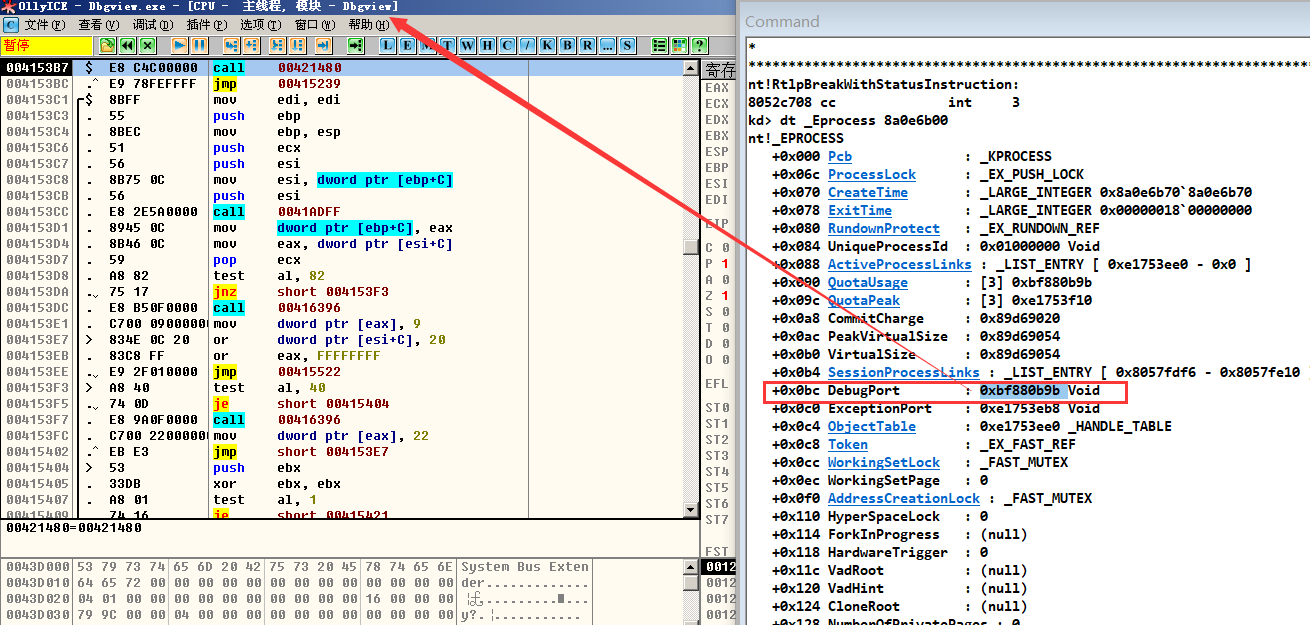 OllyICE - Dbgview.exe - [CPU - 主线程, 模块 - Dbgview]
C 文件(F) 查看(V) 调试(D) 插件(P) 选项(T) 窗口(W) 帮助(H)
暂停 L E M T W H C / K B R ... S ?
004153B7 $ E8 C4C00000 call 00421480
004153BC .^ E9 78FEFFFF jmp 00415239
004153C1 $ 8BFF mov edi, edi
004153C3 . 55 push ebp
004153C4 . 8BEC mov ebp, esp
004153C6 . 51 push ecx
004153C7 . 56 push esi
004153C8 . 8B75 0C mov esi, dword ptr [ebp+C]
004153CB . 56 push esi
004153CC . E8 2E5A0000 call 0041ADFF
004153D1 . 8945 0C mov dword ptr [ebp+C], eax
004153D4 . 8B46 0C mov eax, dword ptr [esi+C]
004153D7 . 59 pop ecx
004153D8 . A8 82 test al, 82
004153DA . 75 17 jnz short 004153F3
004153DC . E8 B50F0000 call 00416396
004153E1 . C700 0900000 mov dword ptr [eax], 9
004153E7 > 834E 0C 20 or dword ptr [esi+C], 20
004153EB . 83C8 FF or eax, FFFFFFFF
004153EE . E9 2F010000 jmp 00415522
004153F3 > A8 40 test al, 40
004153F5 . 74 0D je short 00415404
004153F7 . E8 9A0F0000 call 00416396
004153FC . C700 2200000 mov dword ptr [eax], 22
00415402 .^ EB E3 jmp short 004153E7
00415404 > 53 push ebx
00415405 . 33DB xor ebx, ebx
00415407 . A8 01 test al, 1
00415409 . 74 16 je short 00415421
00421480=00421480
0043D000 53 79 73 74 65 6D 20 42 75 73 20 45 78 74 65 6E System Bus Exten
0043D010 64 65 72 00 00 00 00 00 00 00 00 00 00 00 00 00 der.............
0043D020 04 01 00 00 00 00 00 00 00 00 00 00 16 00 00 00
0043D030 79 9C 00 00 04 00 00 00 00 00 00 00 00 00 00 00
寄存
EAX
ECX
EDX
EBX
ESP
EBP
ESI
EDI
EIP
C 0
P 1
A 0
Z 1
S 0
T 0
D 0
O 0
EFL
ST0
ST1
ST2
ST3
ST4
ST5
ST6
ST7
FST
0012
0012
0012
0012
Command
*
nt!RtlpBreakWithStatusInstruction:
8052c708 cc int 3
kd> dt _Eprocess 8a0e6b00
nt!_EPROCESS
+0x000 Pcb : _KPROCESS
+0x06c ProcessLock : _EX_PUSH_LOCK
+0x070 CreateTime : _LARGE_INTEGER 0x8a0e6b70`8a0e6b70
+0x078 ExitTime : _LARGE_INTEGER 0x00000018`00000000
+0x080 RundownProtect : _EX_RUNDOWN_REF
+0x084 UniqueProcessId : 0x01000000 Void
+0x088 ActiveProcessLinks : _LIST_ENTRY [ 0xe1753ee0 - 0x0 ]
+0x090 QuotaUsage : [3] 0xbf880b9b
+0x09c QuotaPeak : [3] 0xe1753f10
+0x0a8 CommitCharge : 0x89d69020
+0x0ac PeakVirtualSize : 0x89d69054
+0x0b0 VirtualSize : 0x89d69054
+0x0b4 SessionProcessLinks : _LIST_ENTRY [ 0x8057fdf6 - 0x8057fe10 ]
+0x0bc DebugPort : 0xbf880b9b Void
+0x0c0 ExceptionPort : 0xe1753eb8 Void
+0x0c4 ObjectTable : 0xe1753ee0 _HANDLE_TABLE
+0x0c8 Token : _EX_FAST_REF
+0x0cc WorkingSetLock : _FAST_MUTEX
+0x0ec WorkingSetPage : 0
+0x0f0 AddressCreationLock : _FAST_MUTEX
+0x110 HyperSpaceLock : 0
+0x114 ForkInProgress : (null)
+0x118 HardwareTrigger : 0
+0x11c VadRoot : (null)
+0x120 VadHint : (null)
+0x124 CloneRoot : (null)
+0x128 NumberOfPrivatePages : 0